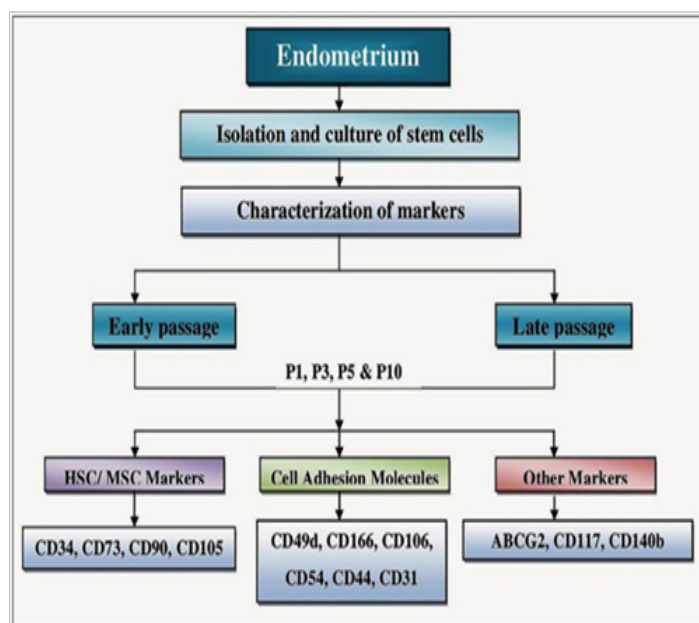 Endometrium
Isolation and culture of stem cells
Characterization of markers
Early passage
Late passage
P1, P3, P5 & P10
HSC/ MSC Markers
Cell Adhesion Molecules
Other Markers
CD34, CD73, CD90, CD105
CD49d, CD166, CD106,
CD54, CD44, CD31
ABCG2, CD117, CD140b